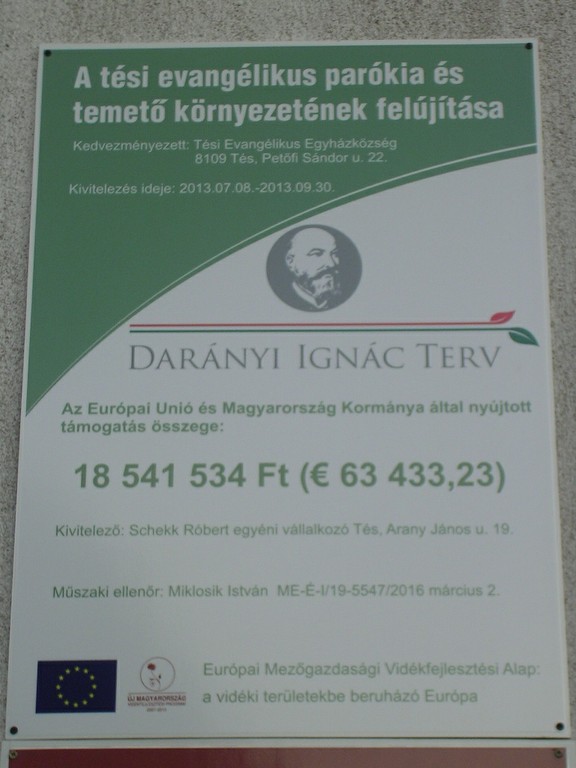 A tési evangélikus parókia és
temető környezetének felújítása
Kedvezményezett: Tési Evangélikus Egyházközség
8109 Tés, Petőfi Sándor u. 22.
Kivitelezés ideje: 2013.07.08.-2013.09.30.
DARÁNYI IGNÁC TERV
Az Európai Unió és Magyarország Kormánya által nyújtott
támogatás összege:
18 541 534 Ft (€ 63 433,23)
Kivitelező: Schekk Róbert egyéni vállalkozó Tés, Arany János u. 19.
Műszaki ellenőr: Miklosik István ME-É-I/19-5547/2016 március 2.
ÚJ MAGYARORSZÁG
Európai Mezőgazdasági Vidékfejlesztési Alap:
a vidéki területekbe beruházó Európa